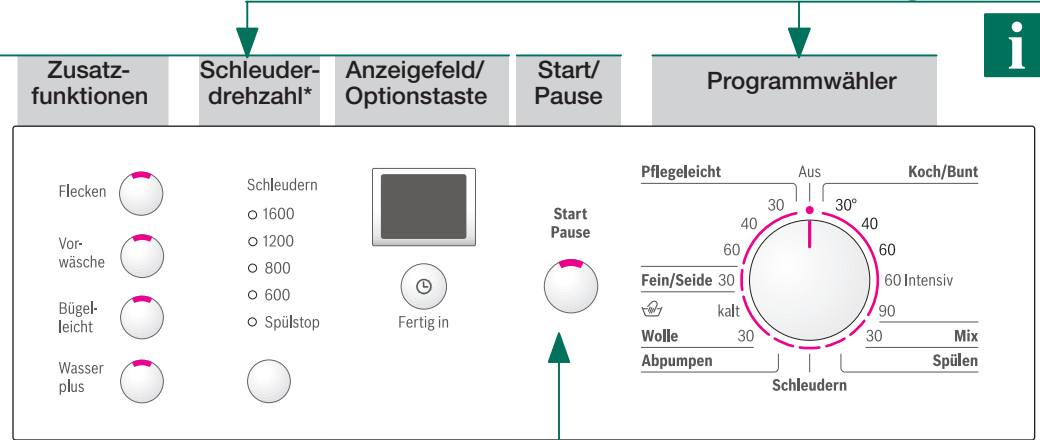 i
Zusatz-
funktionen
Schleuder-
drehzahl*
Anzeigefeld/
Optionstaste
Start/
Pause
Programmwähler
Flecken
Vor-
wäsche
Bügel-
leicht
Wasser
plus
Schleudern
1600
1200
800
600
Spülstop
Fertig in
Start
Pause
Pflegeleicht
Aus
Koch/Bunt
30
30°
40
40
60
60
Fein/Seide 30
60 Intensiv
kalt
90
Wolle 30
30 Mix
Abpumpen
Spülen
Schleudern